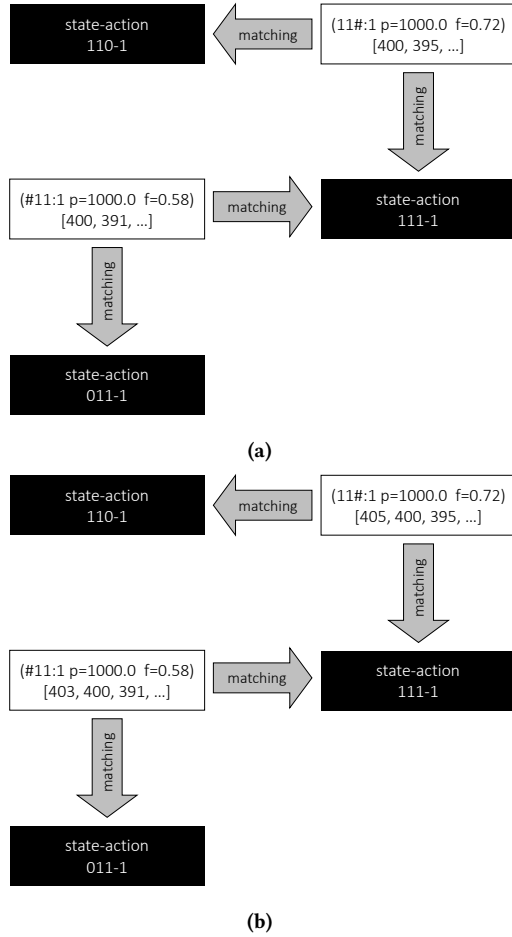 state-action
110-1
matching
(11#:1 p=1000.0 f=0.72)
[400, 395, ...]
matching
(#11:1 p=1000.0  f=0.58)
[400, 391, ...]
matching
state-action
111-1
matching
state-action
011-1
(a)
state-action
110-1
matching
(11#:1 p=1000.0  f=0.72)
[405, 400, 395, ...]
matching
(#11:1 p=1000.0  f=0.58)
[403, 400, 391, ...]
matching
state-action
111-1
matching
state-action
011-1
(b)